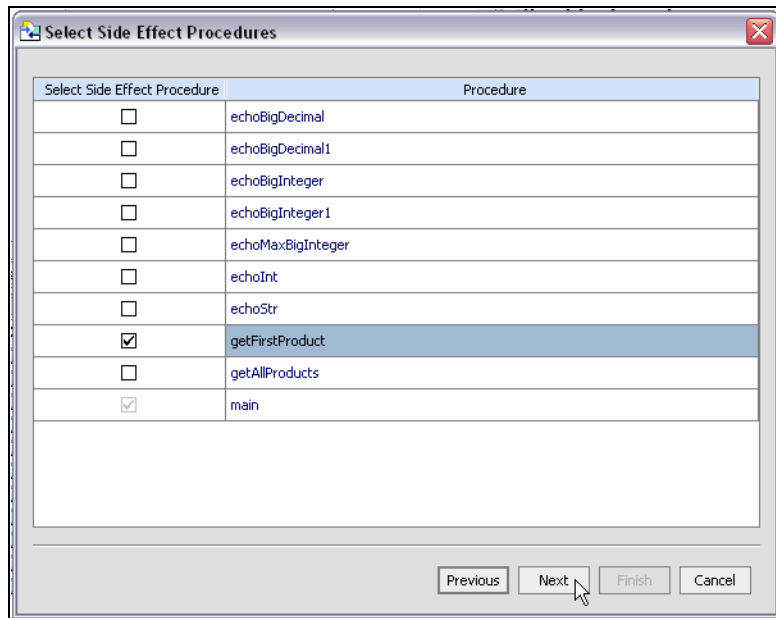 Select Side Effect Procedures
Select Side Effect Procedure Procedure
echoBigDecimal
echoBigDecimal1
echoBigInteger
echoBigInteger1
echoMaxBigInteger
echoInt
echoStr
getFirstProduct
getAllProducts
main
Previous Next Finish Cancel